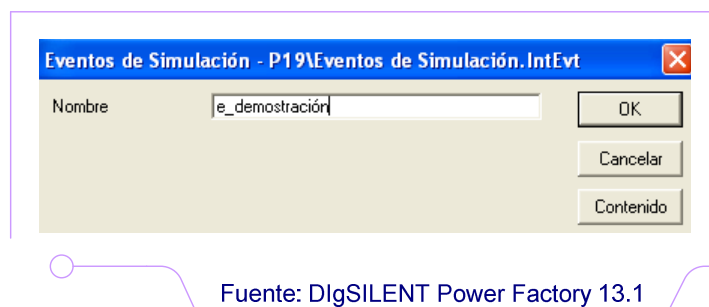 Eventos de Simulación - P19\Eventos de Simulación.IntEvt
Nombre
e_demostración
OK
Cancelar
Contenido
Fuente: DIgSILENT Power Factory 13.1